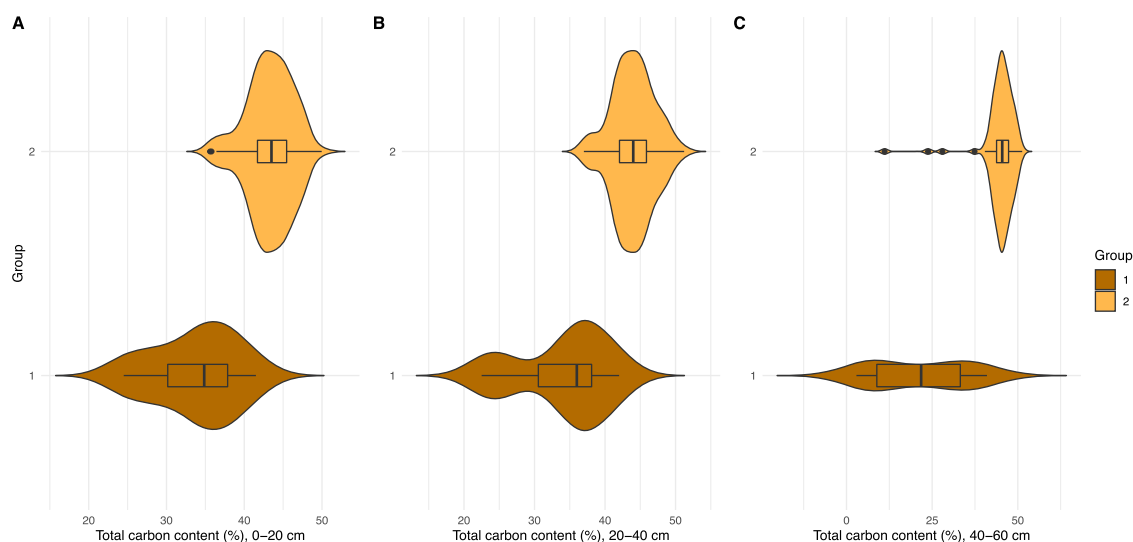 A
B
C
Group
2
1
20 30 40 50
Total carbon content (%), 0–20 cm
2
1
20 30 40 50
Total carbon content (%), 20–40 cm
2
1
0 25 50
Total carbon content (%), 40–60 cm
Group
1
2